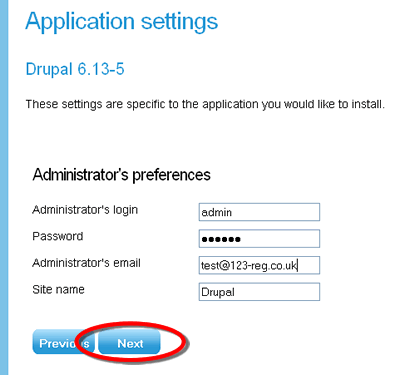 Application settings
Drupal 6.13-5
These settings are specific to the application you would like to install.
Administrator's preferences
Administrator's login admin
Password ●●●●●●
Administrator's email test@123-reg.co.uk
Site name Drupal
Previous Next